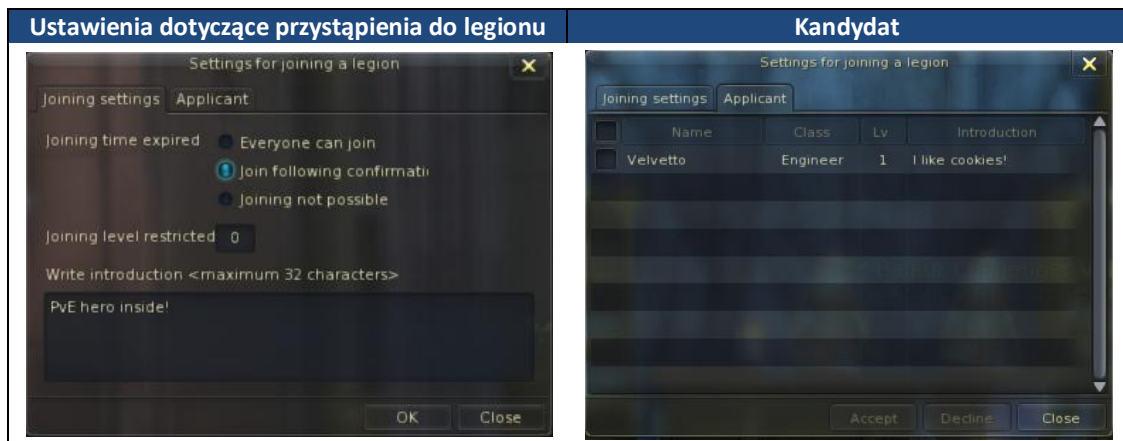 Ustawienia dotyczące przystąpienia do legionu
Settings for joining a legion
Joining settings Applicant
Joining time expired Everyone can join
Join following confirmati
Joining not possible
Joining level restricted 0
Write introduction <maximum 32 characters>
PvE hero inside!
OK Close
Kandydat
Settings for joining a legion
Joining settings Applicant
Name Class Lv Introduction
Velvetto Engineer 1 I like cookies!
Accept Decline Close